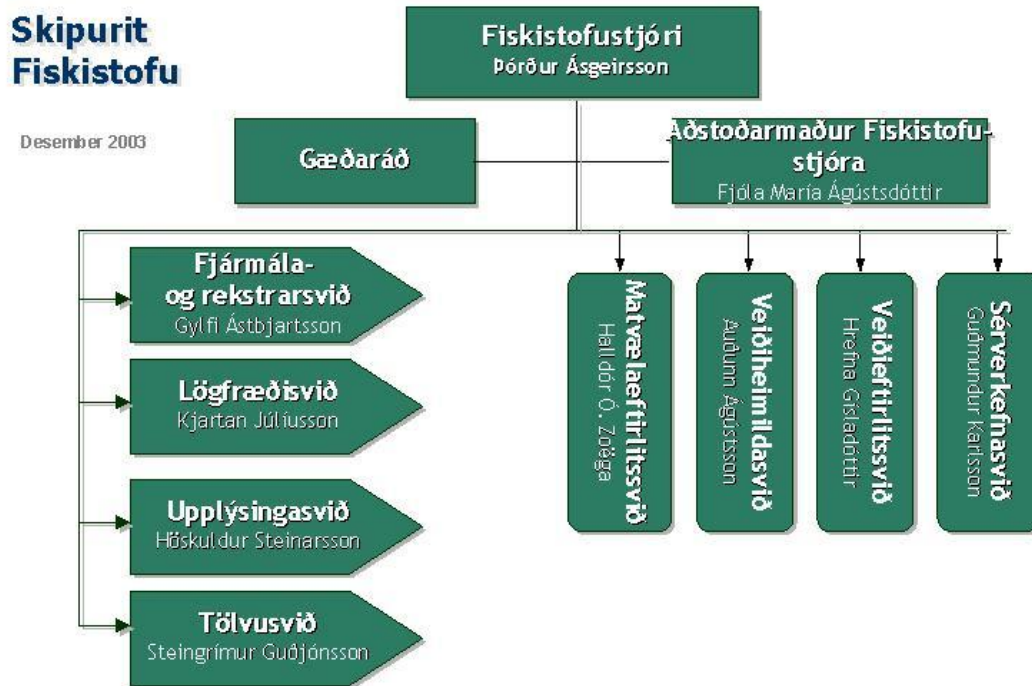 Skipurit
Fiskistofu
Desember 2003
Fiskistofustjóri
Þórður Ásgeirsson
Gæðaráð
Aðstoðarmaður Fiskistofu-
stjóra
Fjóla María Ágústsdóttir
Fjármála-
og rekstrarsvið
Gylfi Ástbjartsson
Lögfræðisvið
Kjartan Júlíusson
Upplýsingasvið
Höskuldur Steinarsson
Tölvusvið
Steingrímur Guðjónsson
Matvælaeftirlitssvið
Halldór Ó. Zoëga
Veiðiheimildasvið
Auðunn Ágústsson
Veiðieftirlitssvið
Hrefna Gísladóttir
Sérverkefnasvið
Guðmundur Karlsson